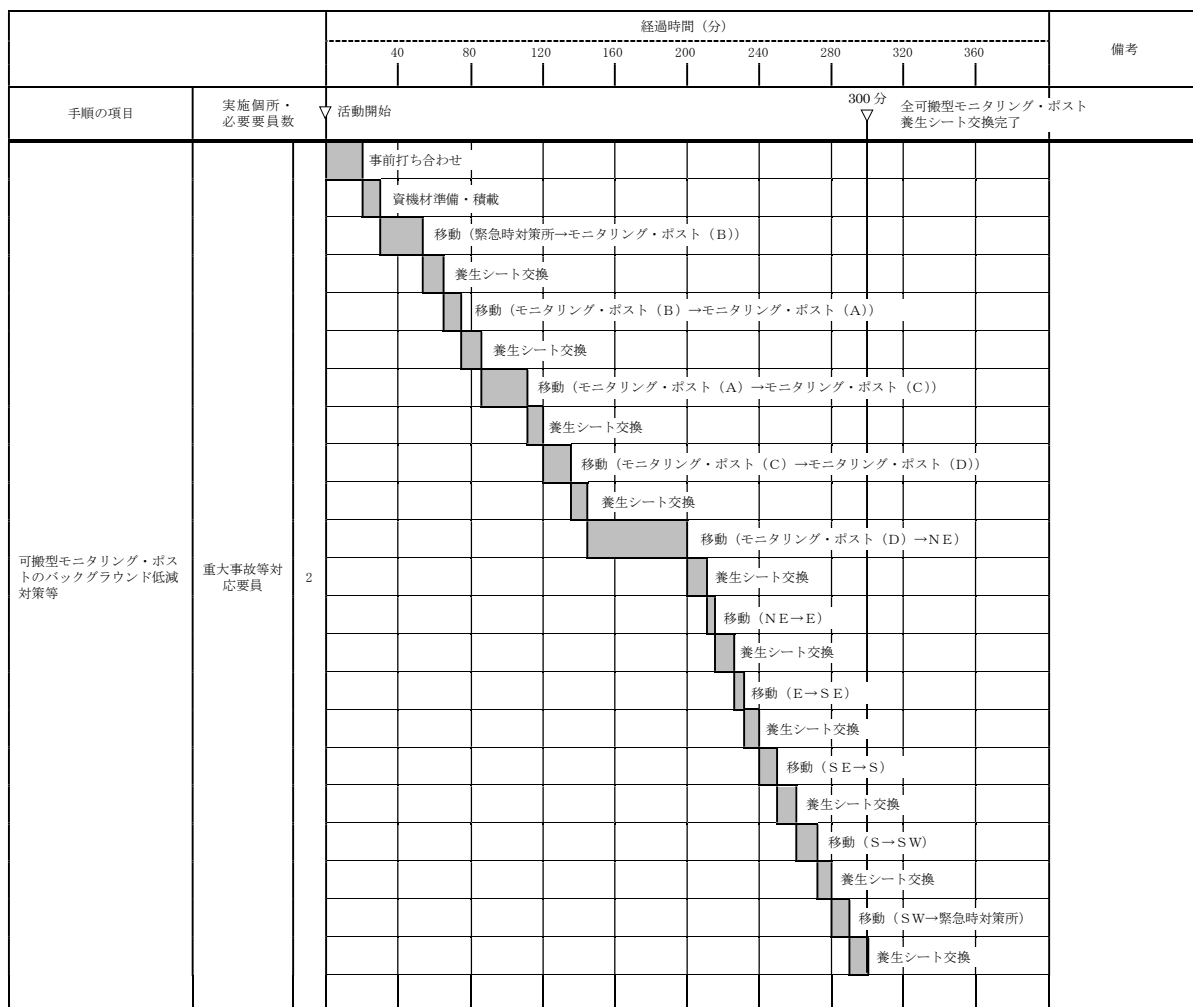 経過時間（分）
40 80 120 160 200 240 280 320 360
備考
手順の項目
実施個所・
必要要員数
活動開始
300 分
全可搬型モニタリング・ポスト
養生シート交換完了
可搬型モニタリング・ポス
トのバックグラウンド低減
対策等
重大事故等対
応要員
2
事前打ち合わせ
資機材準備・積載
移動（緊急時対策所→モニタリング・ポスト（B））
養生シート交換
移動（モニタリング・ポスト（B）→モニタリング・ポスト（A））
養生シート交換
移動（モニタリング・ポスト（A）→モニタリング・ポスト（C））
養生シート交換
移動（モニタリング・ポスト（C）→モニタリング・ポスト（D））
養生シート交換
移動（モニタリング・ポスト（D）→NE）
養生シート交換
移動（NE→E）
養生シート交換
移動（E→SE）
養生シート交換
移動（SE→S）
養生シート交換
移動（S→SW）
養生シート交換
移動（SW→緊急時対策所）
養生シート交換